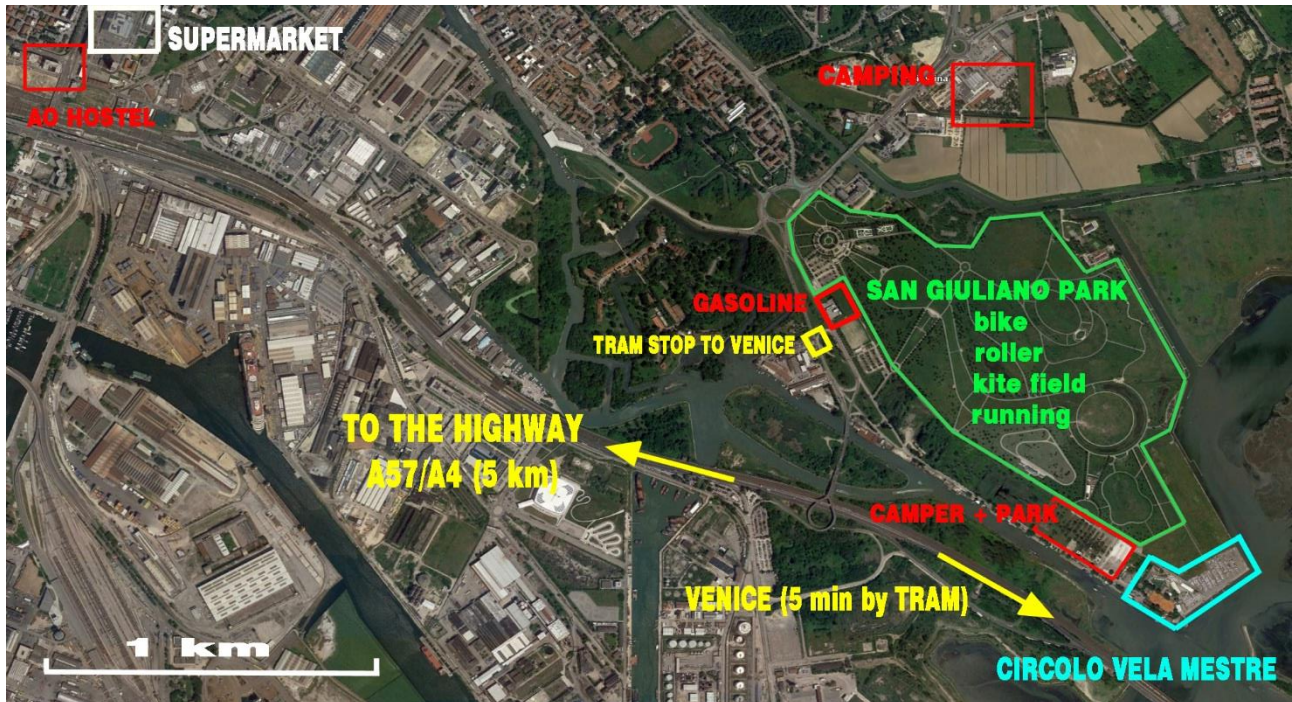 SUPERMARKET
AO HOSTEL
CAMPING
GASOLINE
TRAM STOP TO VENICE
SAN GIULIANO PARK
bike
roller
kite field
running
TO THE HIGHWAY
A57/A4 (5 km)
CAMPER + PARK
VENICE (5 min by TRAM)
1 km
CIRCOLO VELA MESTRE